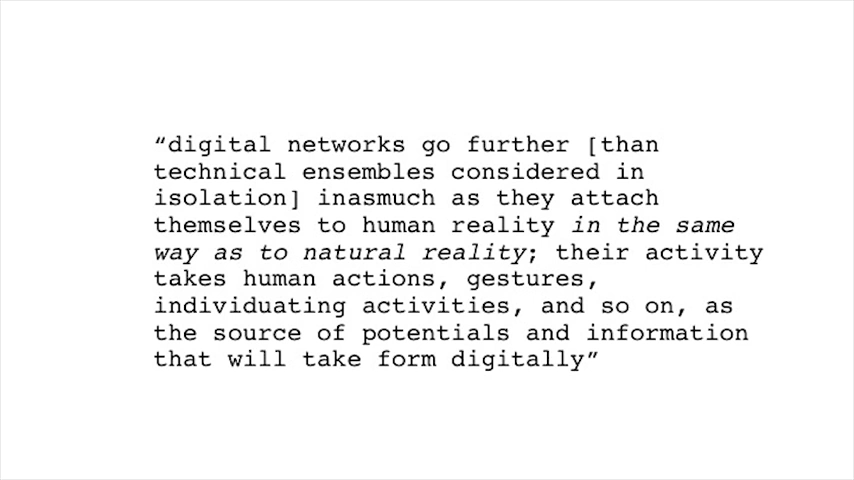 “digital networks go further [than
technical ensembles considered in
isolation] inasmuch as they attach
themselves to human reality in the same
way as to natural reality; their activity
takes human actions, gestures,
individuating activities, and so on, as
the source of potentials and information
that will take form digitally”